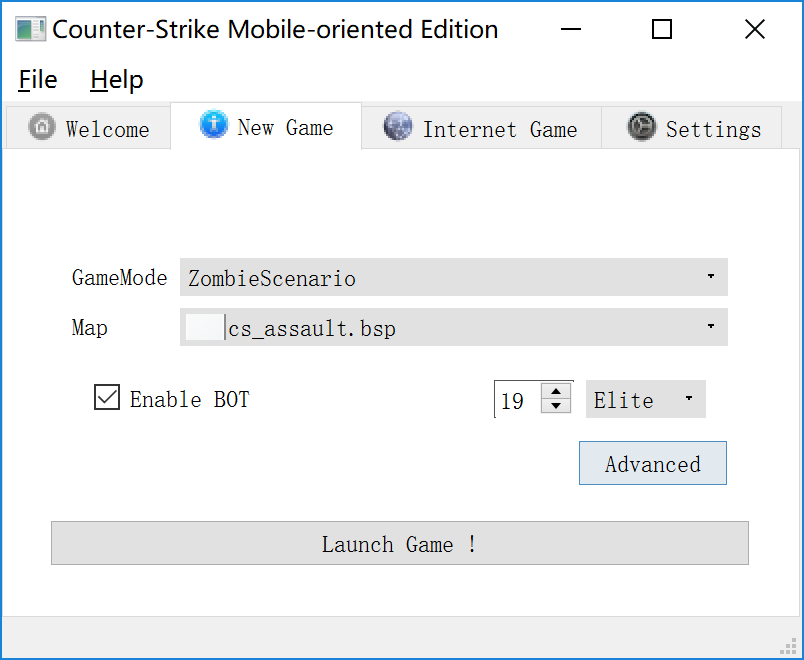 Counter-Strike Mobile-oriented Edition
File Help
Welcome New Game Internet Game Settings
GameMode ZombieScenario
Map cs_assault.bsp
Enable BOT 19 Elite
Advanced
Launch Game !